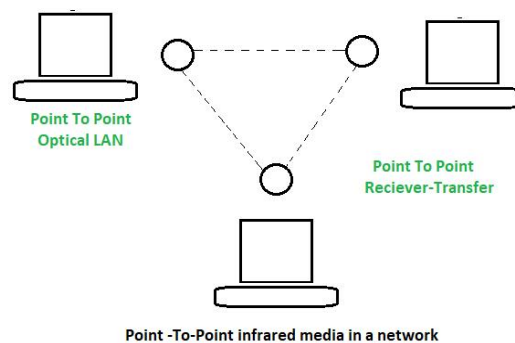 Point To Point
Optical LAN
Point To Point
Reciever-Transfer
Point -To-Point infrared media in a network